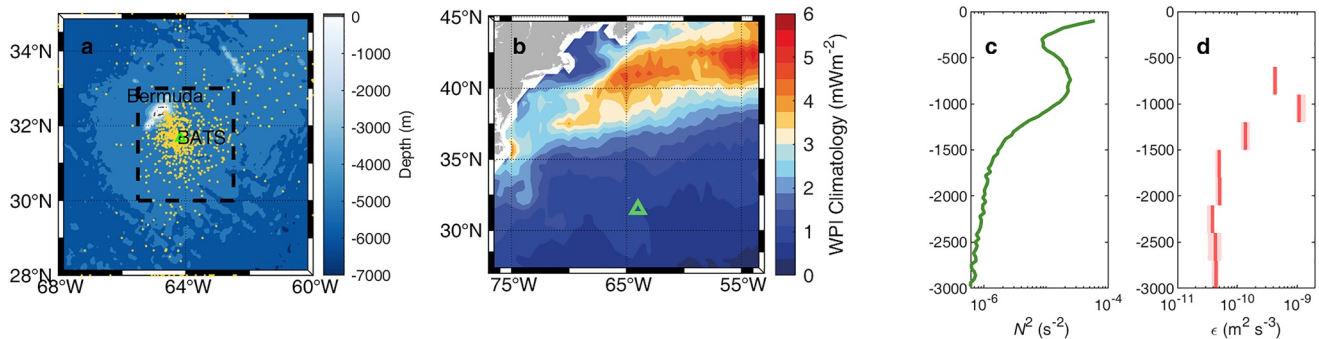 a
34°N
32°N
30°N
28°N
68°W
64°W
60°W
Bermuda
BATS
0
-1000
-2000
-3000
-4000
-5000
-6000
-7000
Depth (m)
b
45°N
40°N
35°N
30°N
75°W
65°W
55°W
6
5
4
3
2
1
0
WPI Climatology (mWm⁻²)
c
0
-500
-1000
-1500
-2000
-2500
-3000
10⁻⁶
10⁻⁴
N² (s⁻²)
d
0
-500
-1000
-1500
-2000
-2500
-3000
10⁻¹¹
10⁻¹⁰
10⁻⁹
ϵ (m² s⁻³)